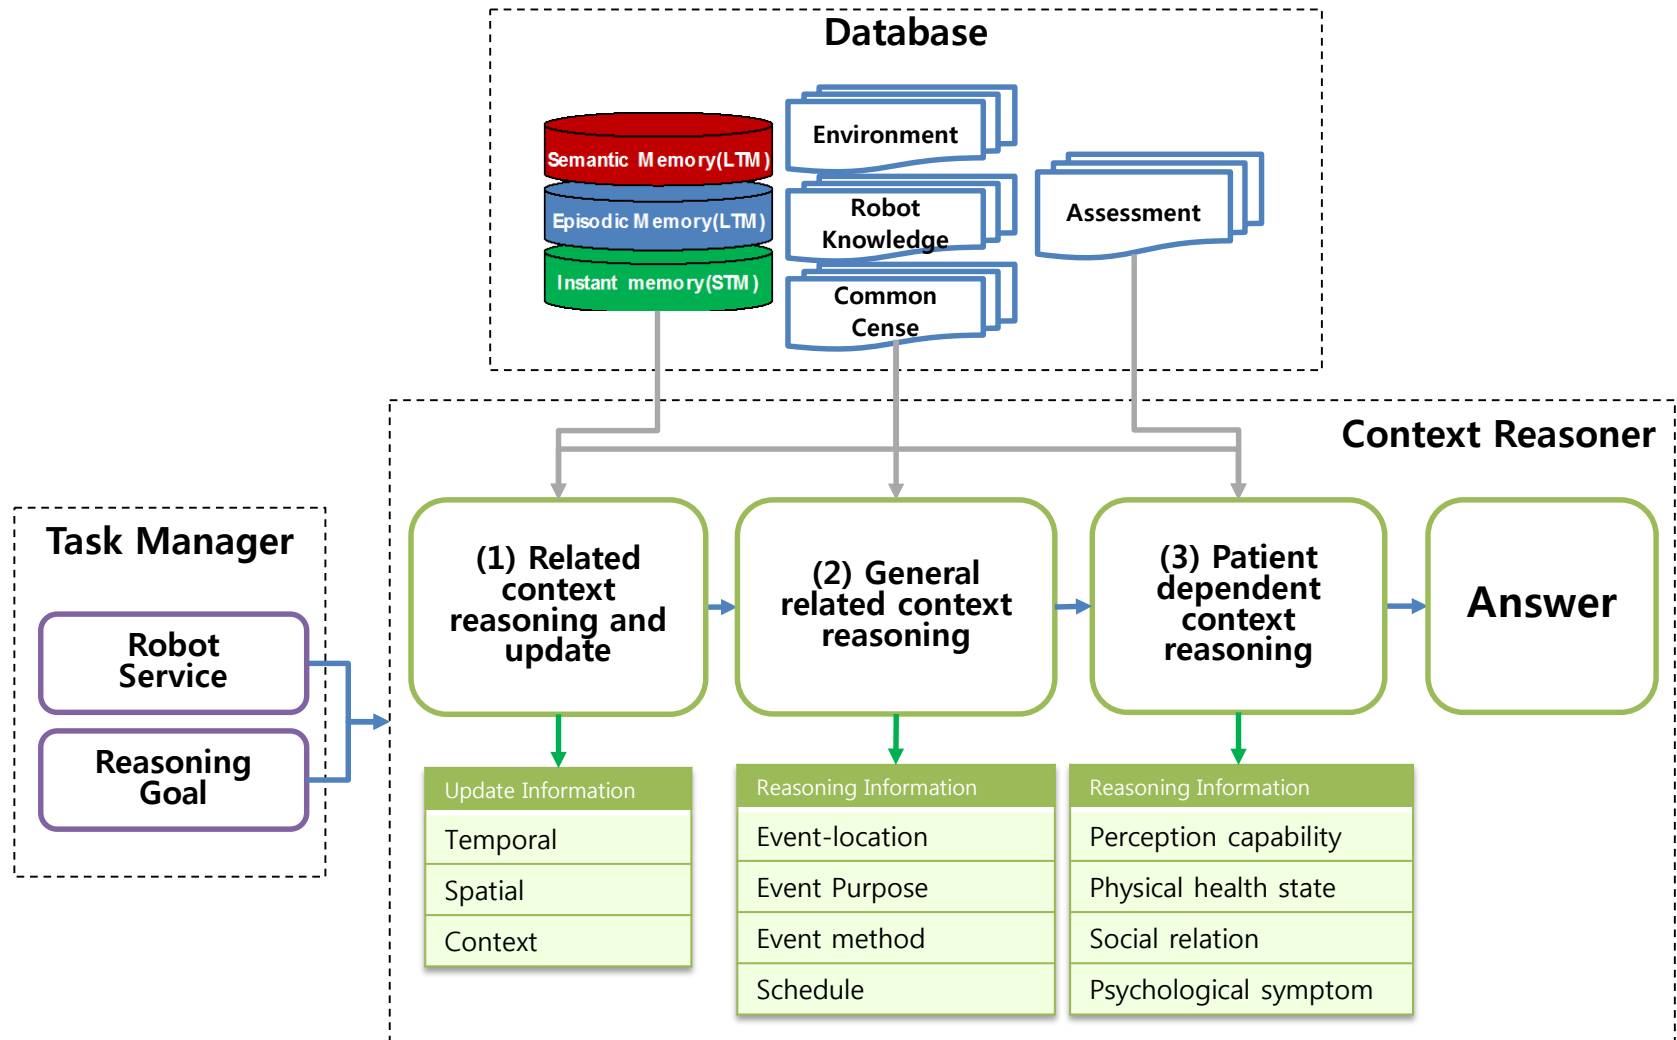 Database
Semantic Memory(LTM)
Episodic Memory(LTM)
Instant memory(STM)
Environment
Robot
Knowledge
Common
Cense
Assessment
Context Reasoner
Task Manager
Robot
Service
Reasoning
Goal
(1) Related
context
reasoning and
update
(2) General
related context
reasoning
(3) Patient
dependent
context
reasoning
Answer
Update Information
Temporal
Spatial
Context
Reasoning Information
Event-location
Event Purpose
Event method
Schedule
Reasoning Information
Perception capability
Physical health state
Social relation
Psychological symptom